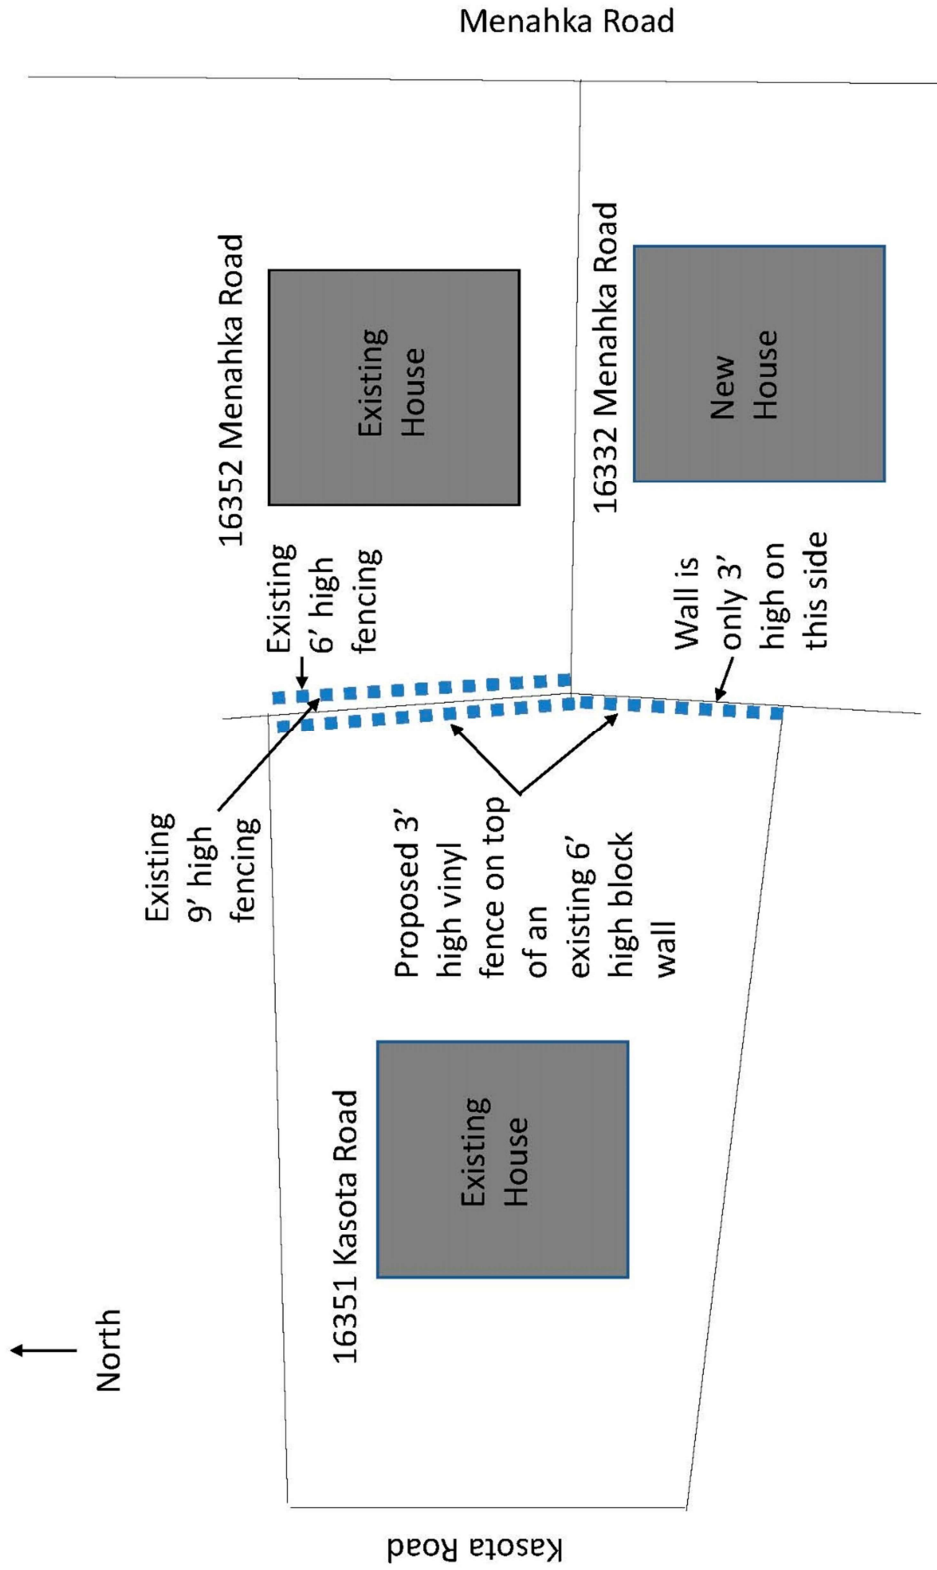 Menahka Road
16352 Menahka Road
Existing
House
16332 Menahka Road
New
House
Existing
6’ high
fencing
Wall is
only 3’
high on
this side
Existing
9’ high
fencing
Proposed 3’
high vinyl
fence on top
of an
existing 6’
high block
wall
16351 Kasota Road
Existing
House
North
Kasota Road